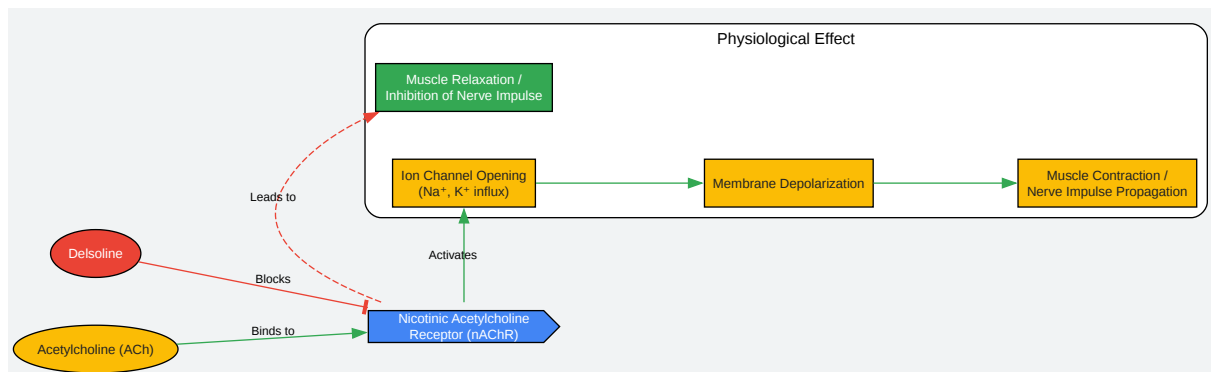 Physiological Effect
Muscle Relaxation /
Inhibition of Nerve Impulse
Ion Channel Opening
(Na⁺, K⁺ influx)
Membrane Depolarization
Muscle Contraction /
Nerve Impulse Propagation
Leads to
Delsoline
Activates
Blocks
Nicotinic Acetylcholine
Receptor (nAChR)
Binds to
Acetylcholine (ACh)